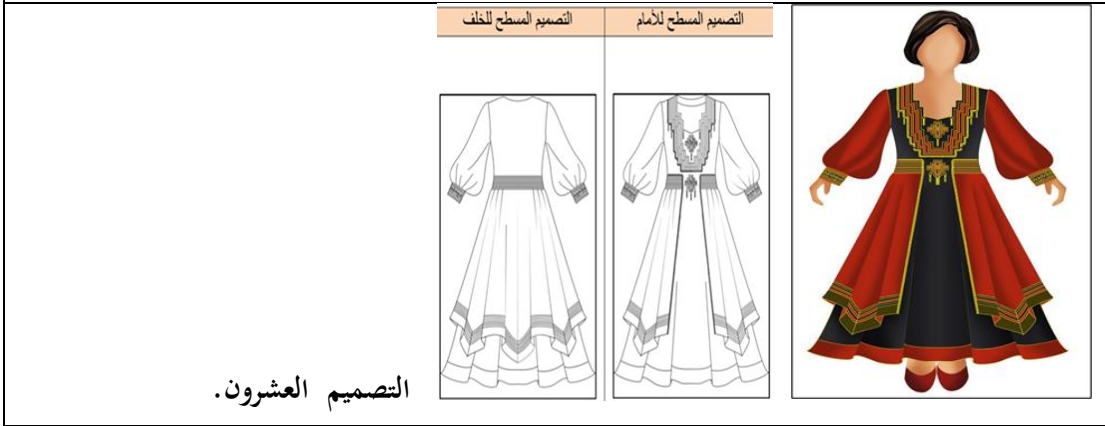 التصميم المسطح للأمام
التصميم المسطح للخلف
التصميم العشرون.